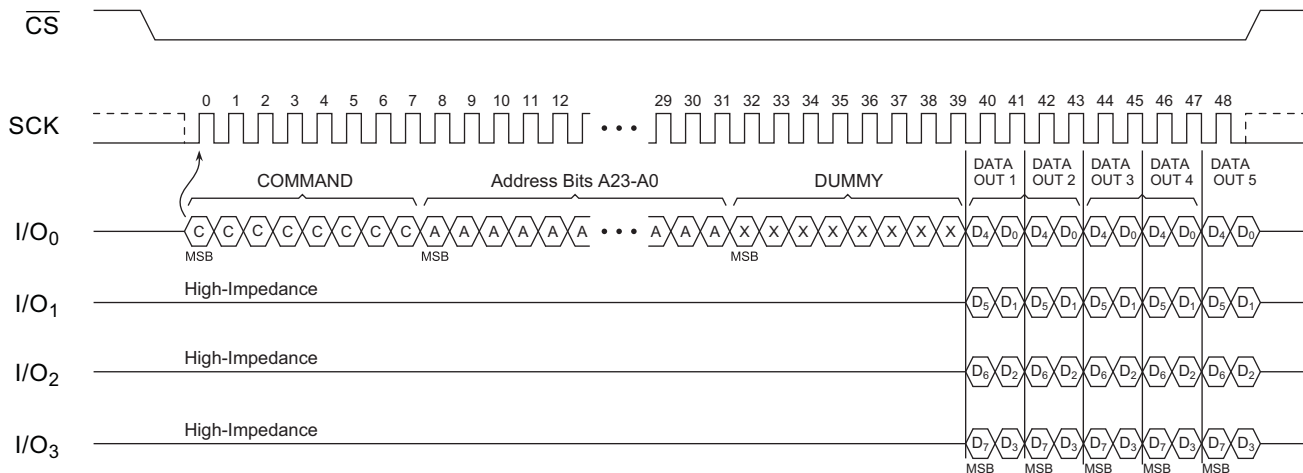 CS
SCK
0 1 2 3 4 5 6 7 8 9 10 11 12 29 30 31 32 33 34 35 36 37 38 39 40 41 42 43 44 45 46 47 48
• • •
COMMAND Address Bits A23-A0 DUMMY DATA OUT 1 DATA OUT 2 DATA OUT 3 DATA OUT 4 DATA OUT 5
I/O0 C C C C C C C C A A A A A A • • • A A A X X X X X X X X D4 D0 D4 D0 D4 D0 D4 D0 D4 D0
MSB MSB MSB
High-Impedance
I/O1 D5 D1 D5 D1 D5 D1 D5 D1 D5 D1
High-Impedance
I/O2 D6 D2 D6 D2 D6 D2 D6 D2 D6 D2
High-Impedance
I/O3 D7 D3 D7 D3 D7 D3 D7 D3 D7 D3
MSB MSB MSB MSB MSB